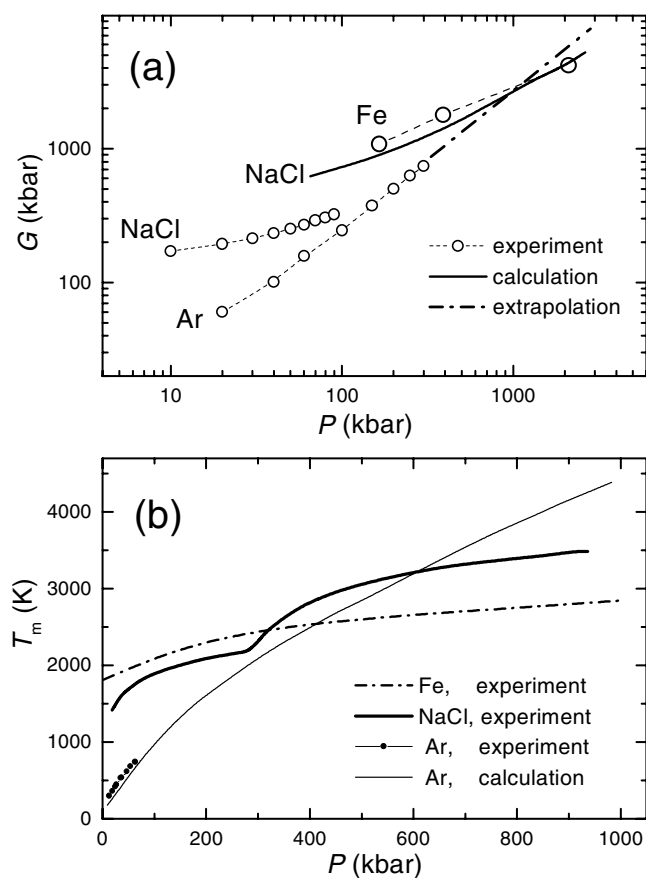 (a)
G (kbar)
1000
100
Fe
NaCl
NaCl
Ar
experiment
calculation
extrapolation
10
100
1000
P (kbar)
(b)
Tm (K)
4000
3000
2000
1000
0
Fe, experiment
NaCl, experiment
Ar, experiment
Ar, calculation
0
200
400
600
800
1000
P (kbar)